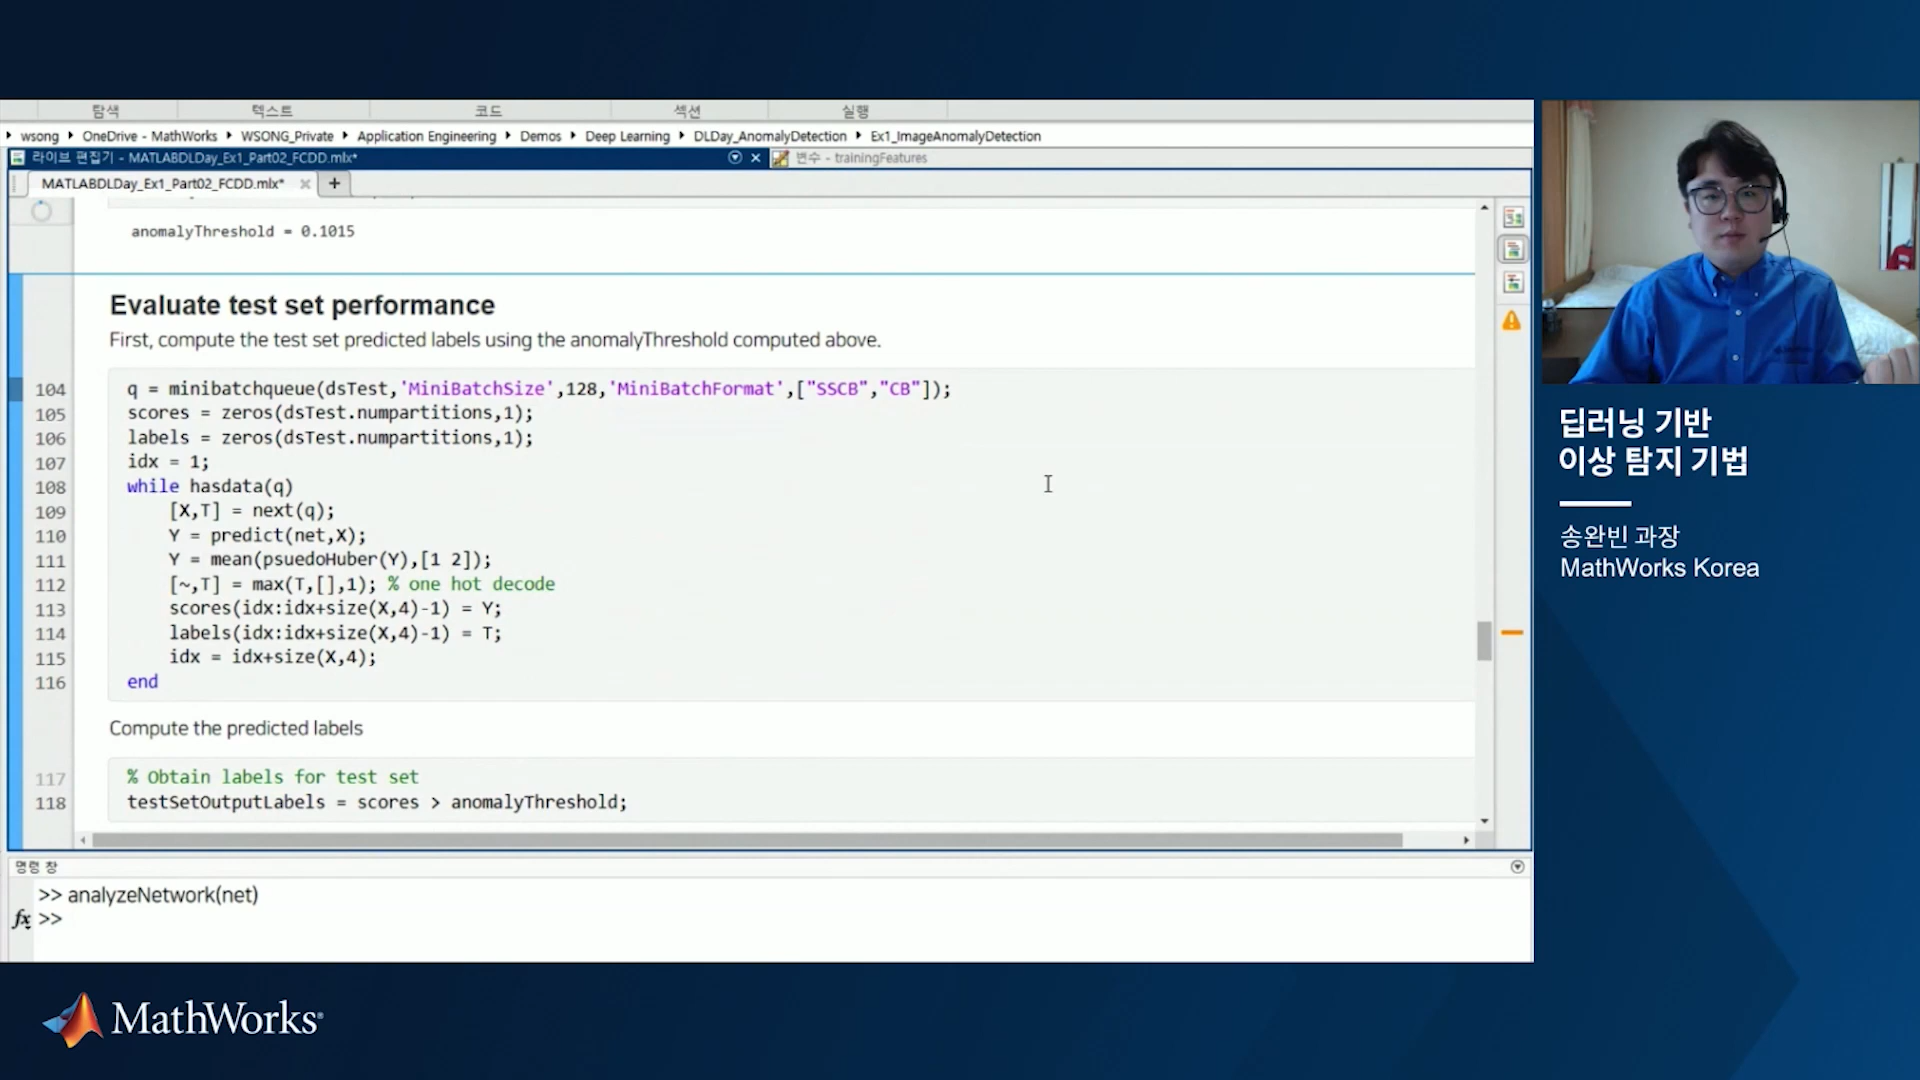 탐색 텍스트 코드 섹션 실행
wsong OneDrive - MathWorks WSONG_Private Application Engineering Demos Deep Learning DLDay_AnomalyDetection Ex1_ImageAnomalyDetection
라이브 편집기 - MATLABDLDay_Ex1_Part02_FCDD.mlx* 변수 - trainingFeatures
MATLABDLDay_Ex1_Part02_FCDD.mlx* +
anomalyThreshold = 0.1015
Evaluate test set performance
First, compute the test set predicted labels using the anomalyThreshold computed above.
104 q = minibatchqueue(dsTest,'MiniBatchSize',128,'MiniBatchFormat',["SSCB","CB"]);
105 scores = zeros(dsTest.numpartitions,1);
106 labels = zeros(dsTest.numpartitions,1);
107 idx = 1;
108 while hasdata(q)
109 [X,T] = next(q);
110 Y = predict(net,X);
111 Y = mean(psuedoHuber(Y),[1 2]);
112 [~,T] = max(T,[],1); % one hot decode
113 scores(idx:idx+size(X,4)-1) = Y;
114 labels(idx:idx+size(X,4)-1) = T;
115 idx = idx+size(X,4);
116 end
Compute the predicted labels
117 % Obtain labels for test set
118 testSetOutputLabels = scores > anomalyThreshold;
명령 창
>> analyzeNetwork(net)
fx >>
딥러닝 기반
이상 탐지 기법
송완빈 과장
MathWorks Korea
MathWorks®